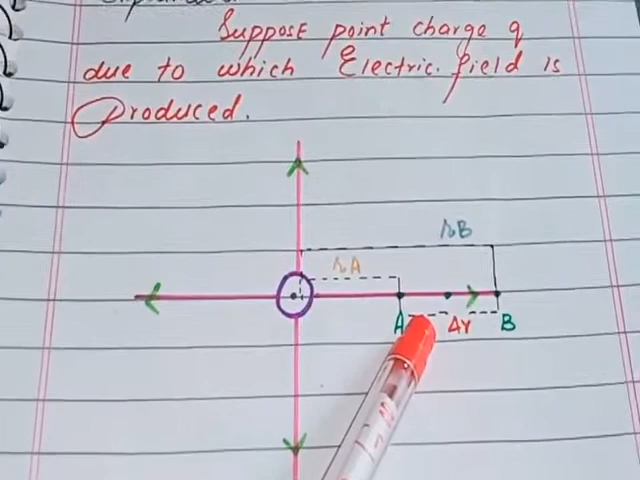 Suppose point charge q
due to which Electric. field is
Produced.
rB
rA
A Δr B